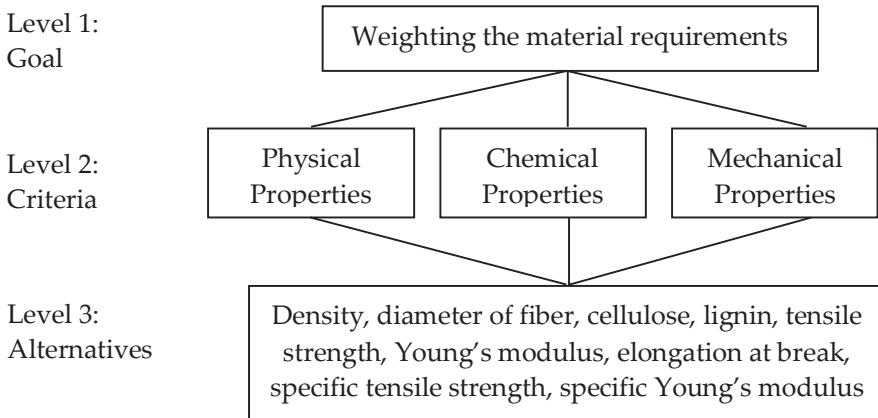 Level 1:
Goal
Weighting the material requirements
Level 2:
Criteria
Physical
Properties
Chemical
Properties
Mechanical
Properties
Level 3:
Alternatives
Density, diameter of fiber, cellulose, lignin, tensile
strength, Young's modulus, elongation at break,
specific tensile strength, specific Young's modulus